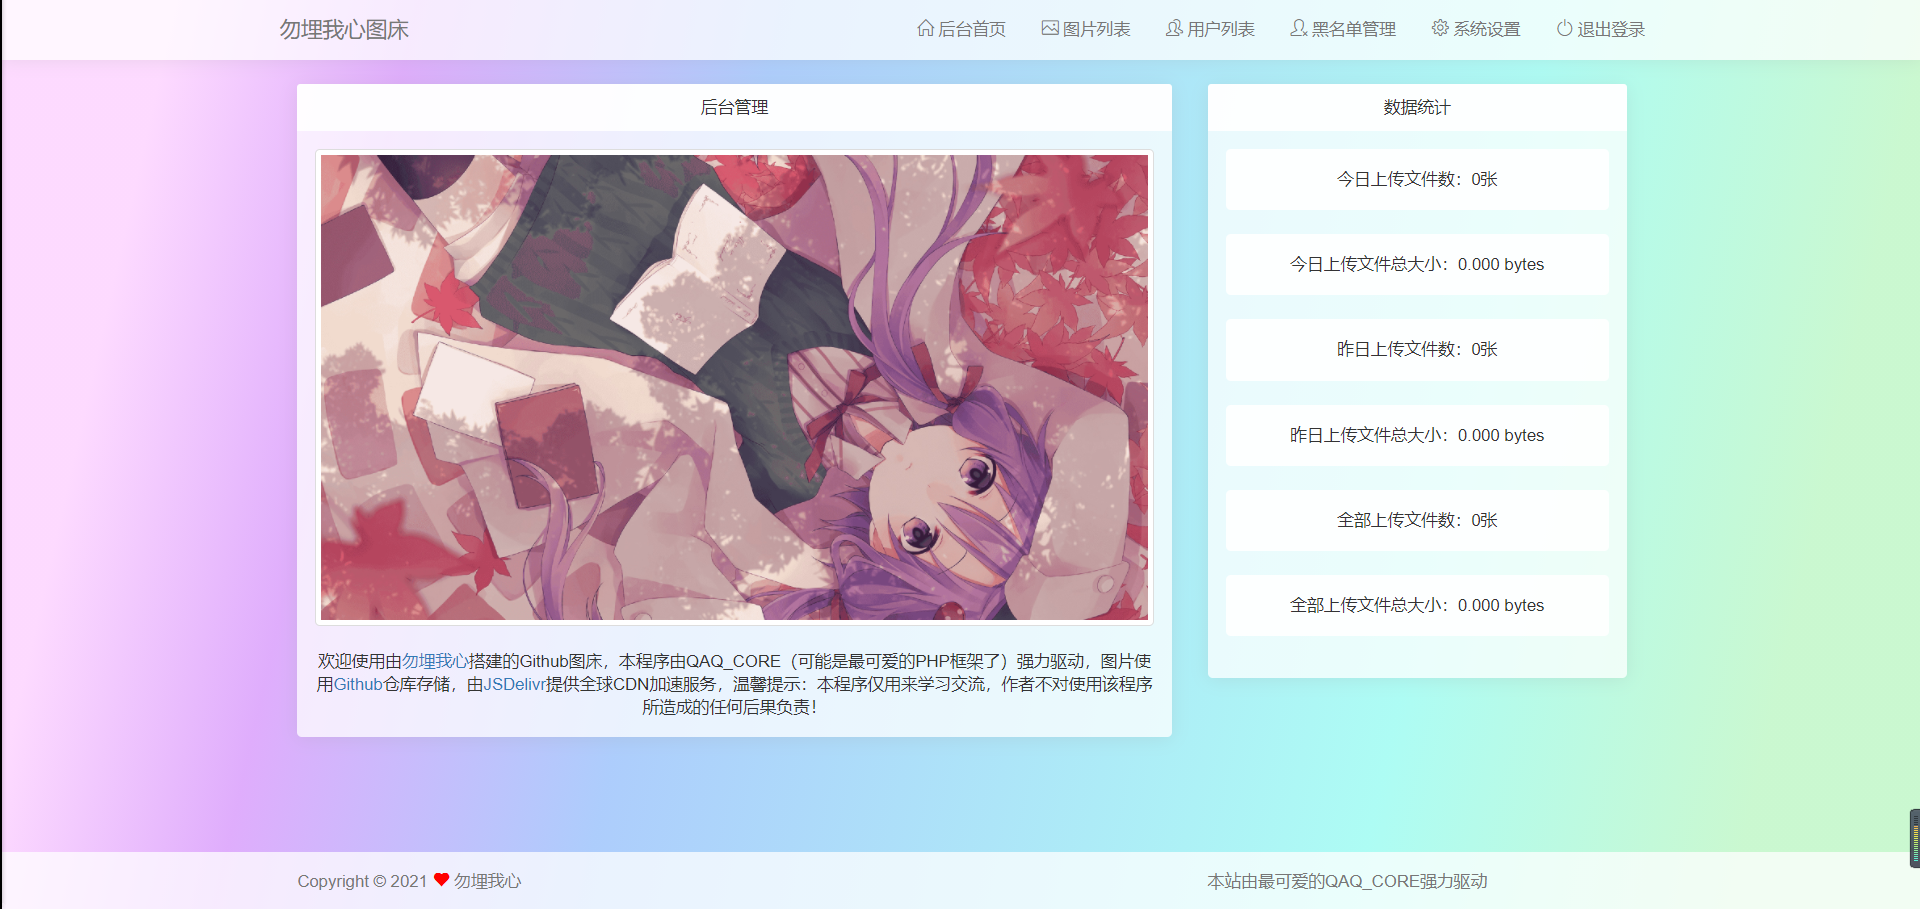 勿埋我心图床
后台首页
图片列表
用户列表
黑名单管理
系统设置
退出登录
后台管理
欢迎使用由勿埋我心搭建的Github图床，本程序由QAQ_CORE（可能是最可爱的PHP框架了）强力驱动，图片使
用Github仓库存储，由JSDelivr提供全球CDN加速服务，温馨提示：本程序仅用来学习交流，作者不对使用该程序
所造成的任何后果负责！
数据统计
今日上传文件数：0张
今日上传文件总大小：0.000 bytes
昨日上传文件数：0张
昨日上传文件总大小：0.000 bytes
全部上传文件数：0张
全部上传文件总大小：0.000 bytes
Copyright © 2021 ❤ 勿埋我心
本站由最可爱的QAQ_CORE强力驱动